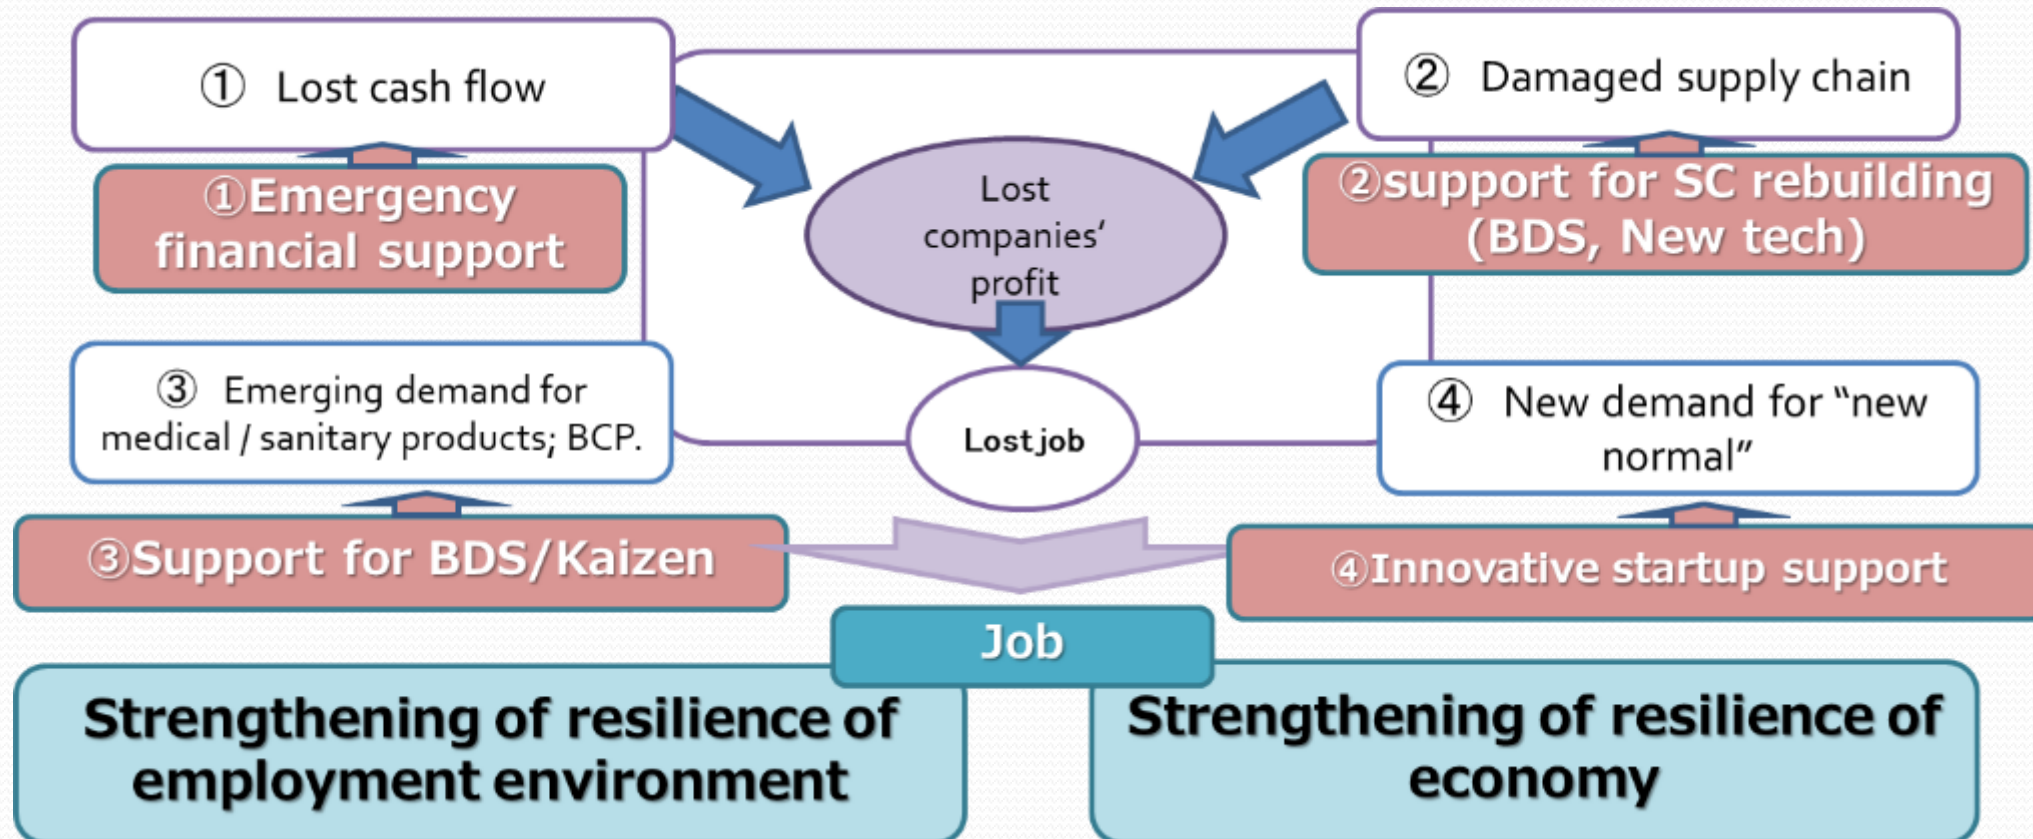 ① Lost cash flow
② Damaged supply chain
①Emergency
financial support
Lost
companies’
profit
②support for SC rebuilding
(BDS, New tech)
③ Emerging demand for
medical / sanitary products; BCP.
Lost job
④ New demand for “new
normal”
③Support for BDS/Kaizen
④Innovative startup support
Job
Strengthening of resilience of
employment environment
Strengthening of resilience of
economy